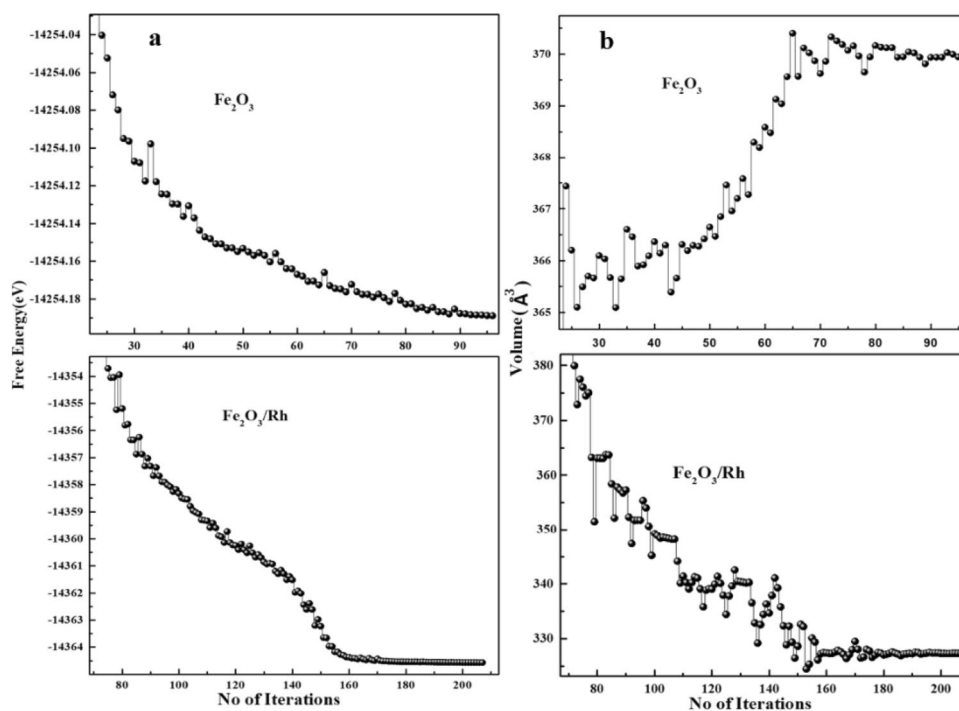 a
-14254.04
-14254.06
-14254.08
-14254.10
-14254.12
-14254.14
-14254.16
-14254.18
Fe₂O₃
30 40 50 60 70 80 90
Free Energy(eV)
-14354
-14355
-14356
-14357
-14358
-14359
-14360
-14361
-14362
-14363
-14364
Fe₂O₃/Rh
80 100 120 140 160 180 200
No of Iterations
b
370
369
368
367
366
365
Fe₂O₃
30 40 50 60 70 80 90
Volume (Å³)
380
370
360
350
340
330
Fe₂O₃/Rh
80 100 120 140 160 180 200
No of Iterations